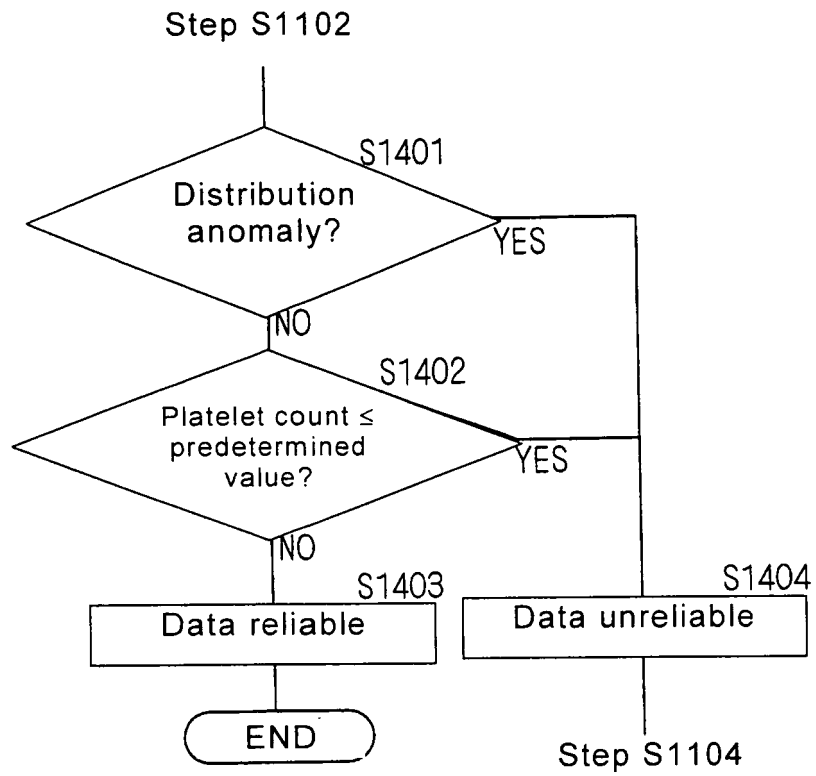 Step S1102
S1401
Distribution
anomaly?
YES
NO
S1402
Platelet count ≤
predetermined
value?
YES
NO
S1403
Data reliable
S1404
Data unreliable
END
Step S1104